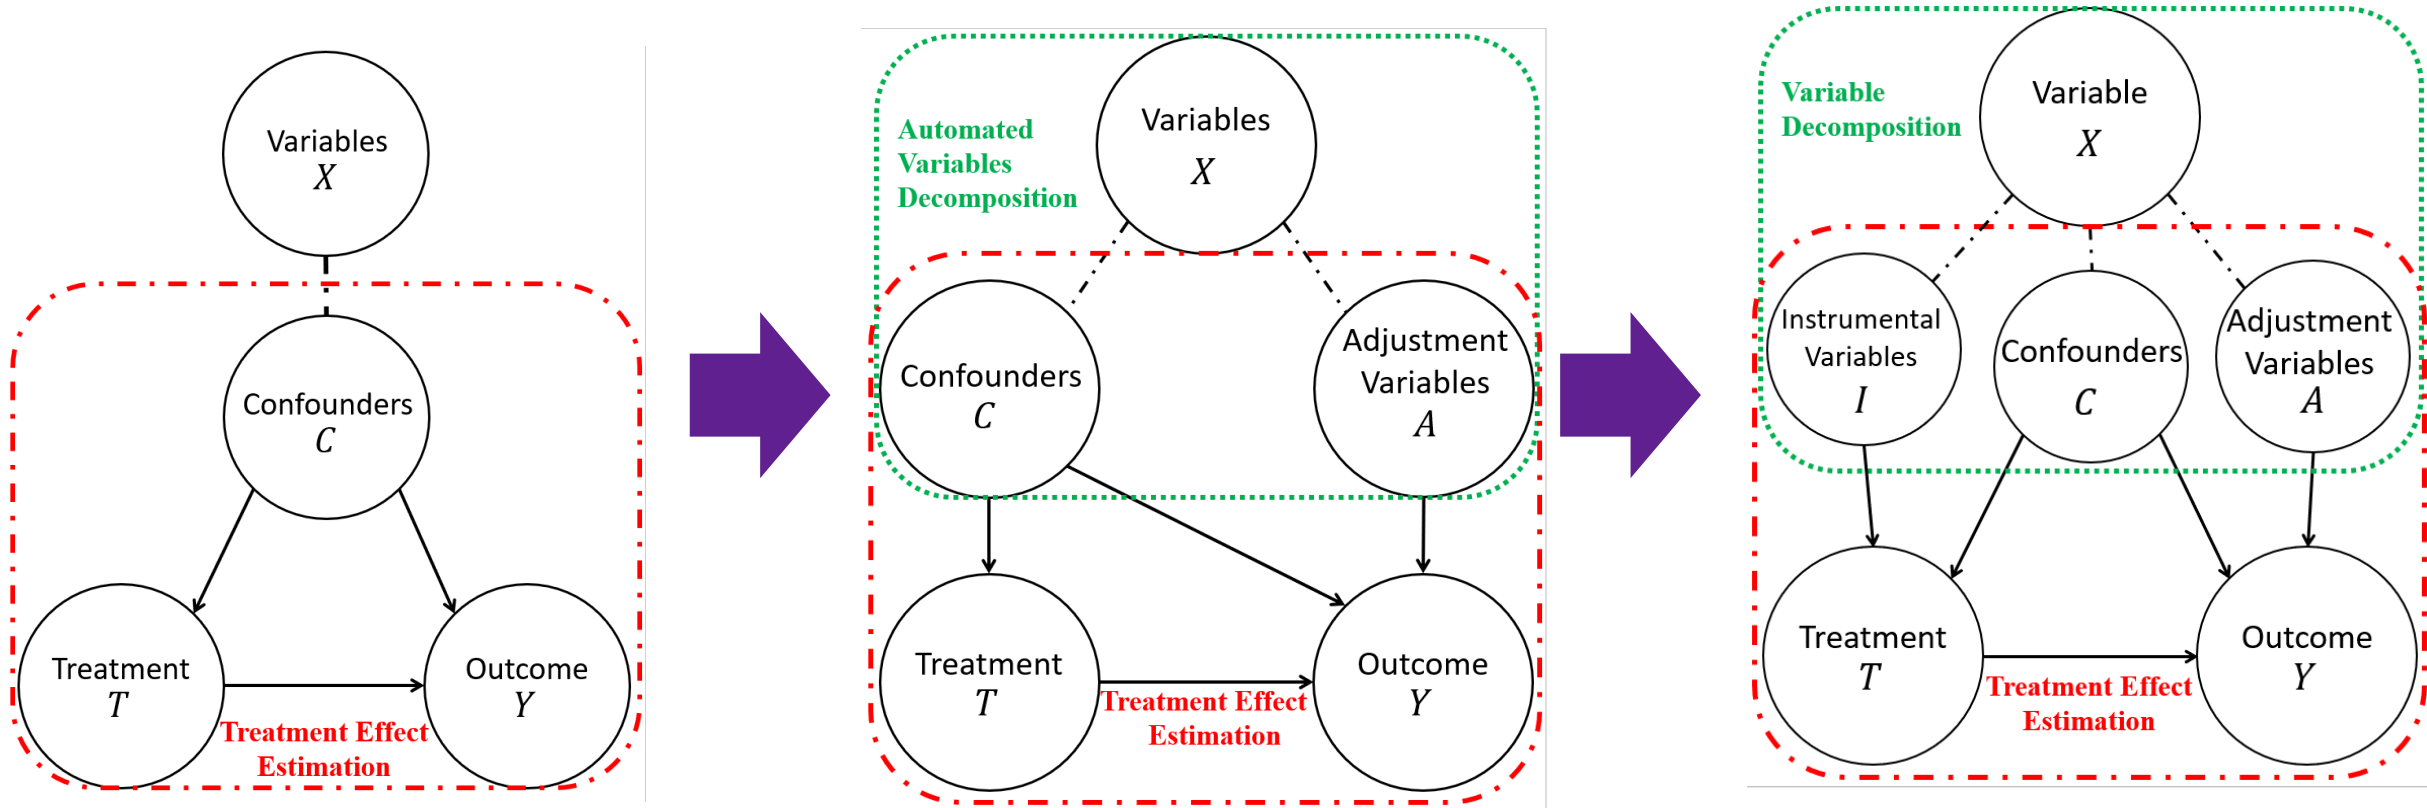 Variables
X
Confounders
C
Treatment
T
Outcome
Y
Treatment Effect
Estimation
Automated
Variables
Decomposition
Variables
X
Confounders
C
Adjustment
Variables
A
Treatment
T
Outcome
Y
Treatment Effect
Estimation
Variable
Decomposition
Variable
X
Instrumental
Variables
I
Confounders
C
Adjustment
Variables
A
Treatment
T
Outcome
Y
Treatment Effect
Estimation